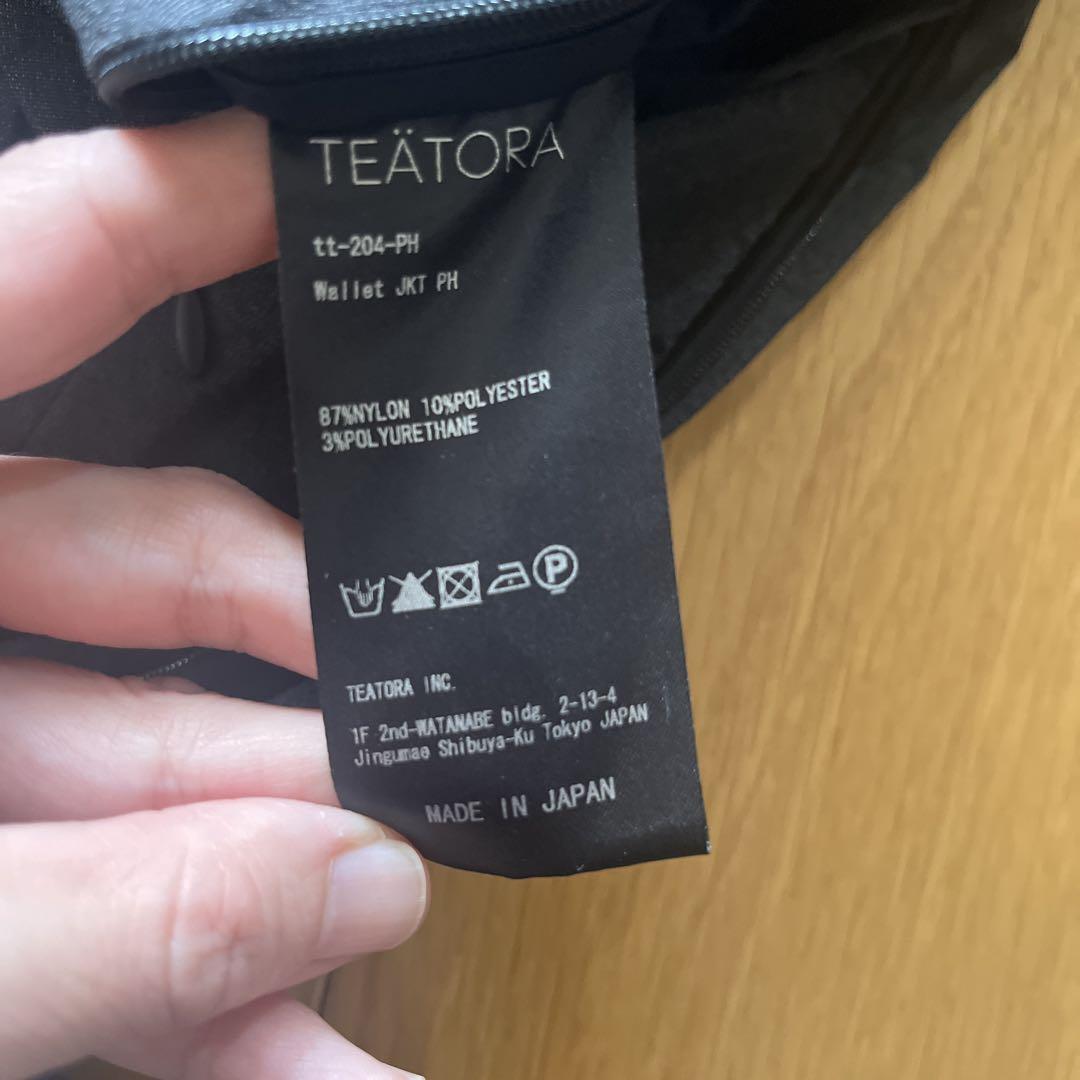 TEÄTORA
tt-204-PH
Wallet JKT PH
87%NYLON 10%POLYESTER
3%POLYURETHANE
P
TEATORA INC.
1F 2nd-WATANABE bldg. 2-13-4
Jingumae Shibuya-Ku Tokyo JAPAN
MADE IN JAPAN